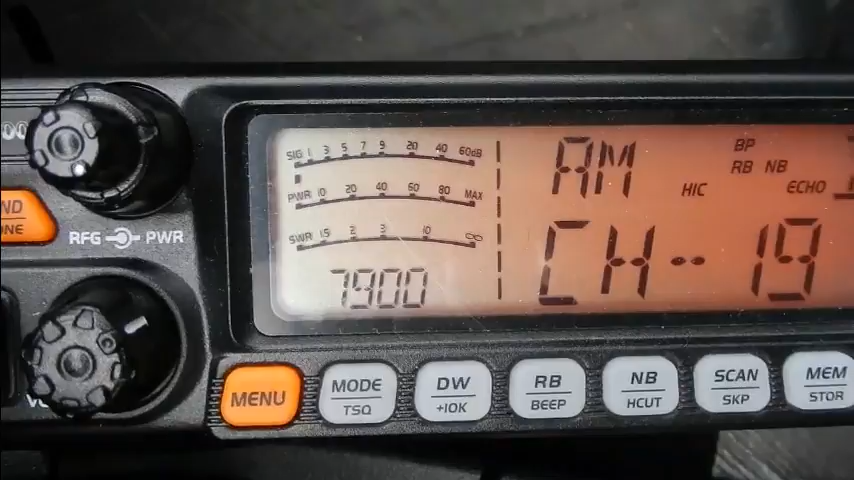 SIG 1 3 5 7 9 20 40 60dB
PWR 10 20 40 60 80 MAX
SWR 1.5 2 3 10 ∞
7900
AM
HIC
BP
RB NB
ECHO
CH-19
RFG PWR
MENU
MODE
TSQ
DW
+10K
RB
BEEP
NB
HCUT
SCAN
SKP
MEM
STOR